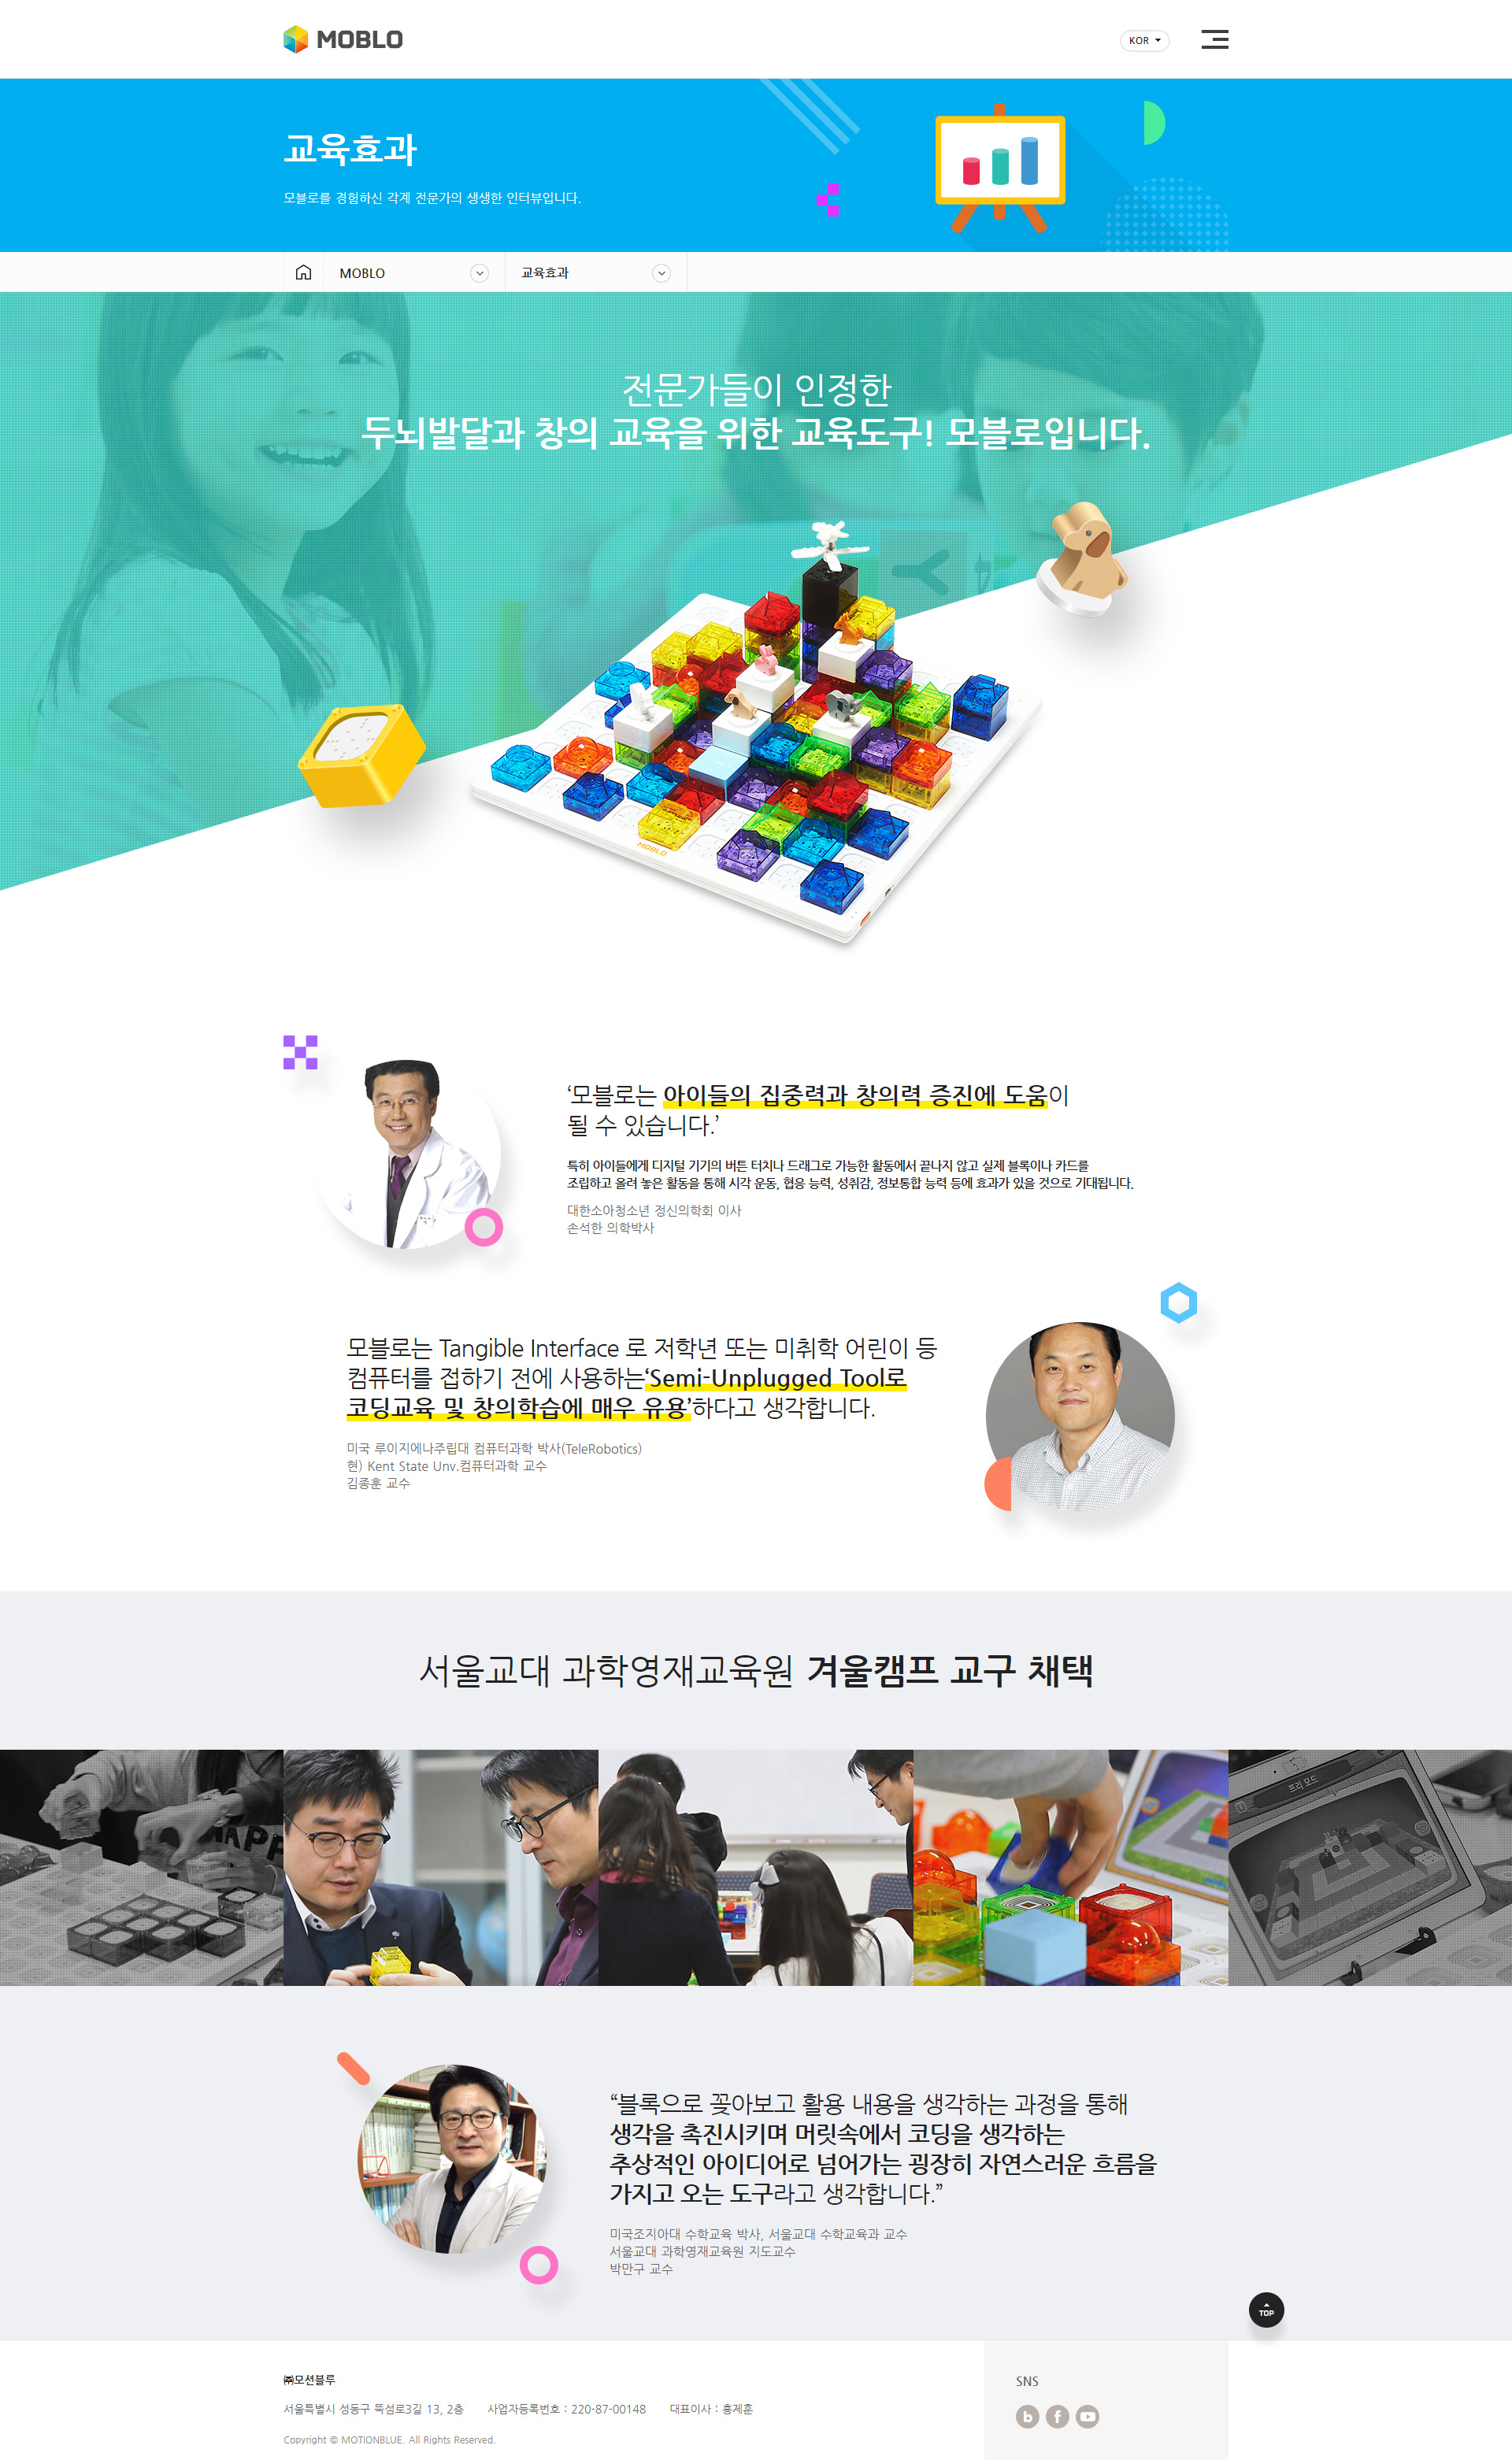 MOBLO
KOR
교육효과
모블로를 경험하신 각계 전문가의 생생한 인터뷰입니다.
MOBLO
교육효과
전문가들이 인정한
두뇌발달과 창의 교육을 위한 교육도구! 모블로입니다.
MOBLO
‘모블로는 아이들의 집중력과 창의력 증진에 도움이
될 수 있습니다.’
특히 아이들에게 디지털 기기의 버튼 터치나 드래그로 가능한 활동에서 끝나지 않고 실제 블록이나 카드를
조립하고 올려 놓은 활동을 통해 시각 운동, 협응 능력, 성취감, 정보통합 능력 등에 효과가 있을 것으로 기대됩니다.
대한소아청소년 정신의학회 이사
손석한 의학박사
모블로는 Tangible Interface 로 저학년 또는 미취학 어린이 등
컴퓨터를 접하기 전에 사용하는‘Semi-Unplugged Tool로
코딩교육 및 창의학습에 매우 유용’하다고 생각합니다.
미국 루이지에나주립대 컴퓨터과학 박사(TeleRobotics)
현) Kent State Unv.컴퓨터과학 교수
김종훈 교수
서울교대 과학영재교육원 겨울캠프 교구 채택
프리모드
“블록으로 꽂아보고 활용 내용을 생각하는 과정을 통해
생각을 촉진시키며 머릿속에서 코딩을 생각하는
추상적인 아이디어로 넘어가는 굉장히 자연스러운 흐름을
가지고 오는 도구라고 생각합니다.”
미국조지아대 수학교육 박사, 서울교대 수학교육과 교수
서울교대 과학영재교육원 지도교수
박만구 교수
TOP
㈜모션블루
서울특별시 성동구 뚝섬로3길 13, 2층 사업자등록번호 : 220-87-00148 대표이사 : 홍제훈
Copyright © MOTIONBLUE. All Rights Reserved.
SNS